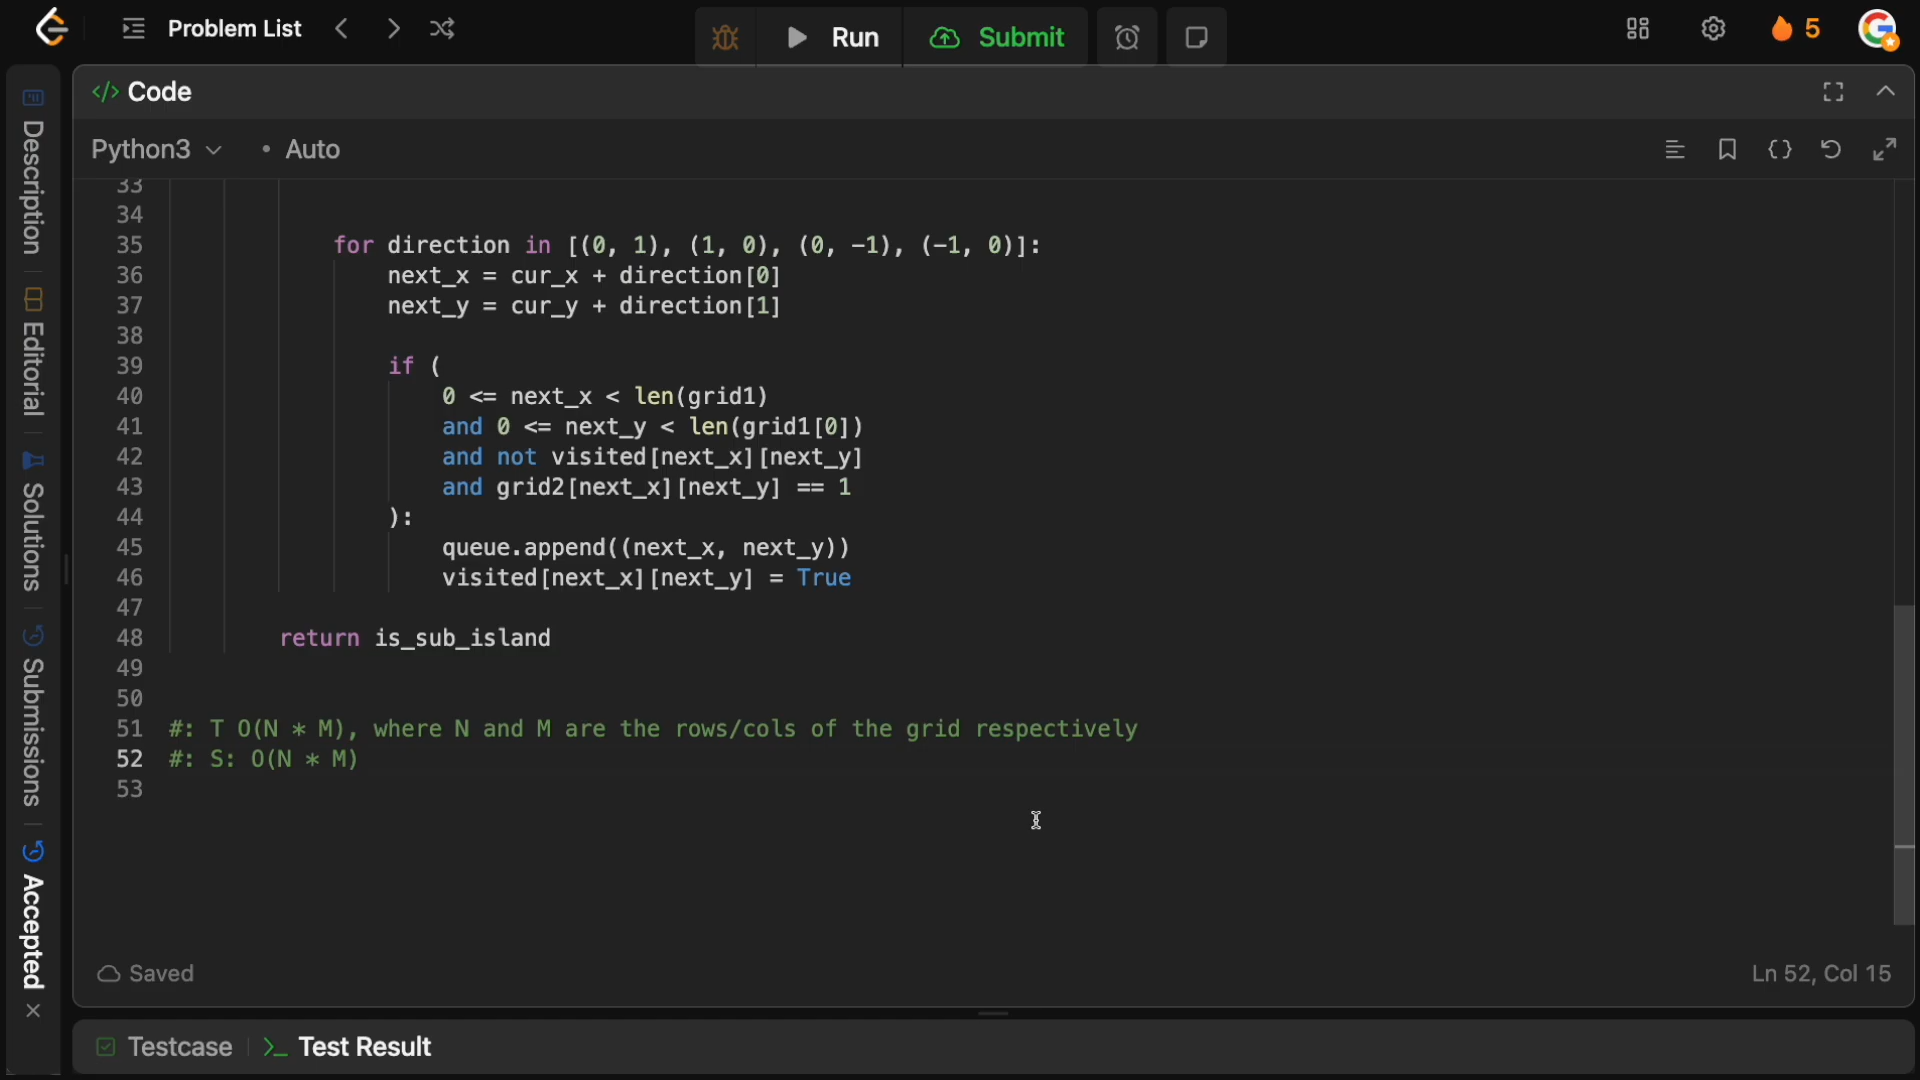 Problem List
Run
Submit
5
Description
Editorial
Solutions
Submissions
Accepted
</> Code
Python3
• Auto
33
34
35 for direction in [(0, 1), (1, 0), (0, -1), (-1, 0)]:
36 next_x = cur_x + direction[0]
37 next_y = cur_y + direction[1]
38
39 if (
40 0 <= next_x < len(grid1)
41 and 0 <= next_y < len(grid1[0])
42 and not visited[next_x][next_y]
43 and grid2[next_x][next_y] == 1
44 ):
45 queue.append((next_x, next_y))
46 visited[next_x][next_y] = True
47
48 return is_sub_island
49
50
51 #: T O(N * M), where N and M are the rows/cols of the grid respectively
52 #: S: O(N * M)
53
Saved
Ln 52, Col 15
Testcase
Test Result